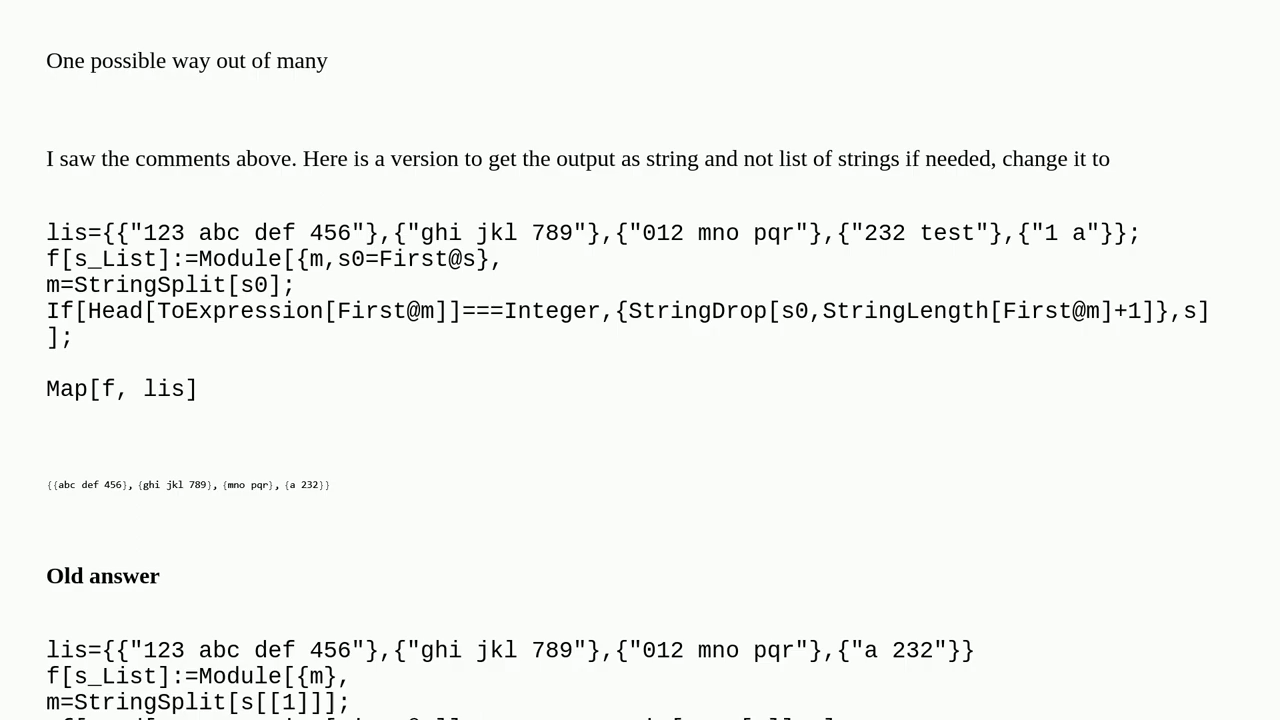 One possible way out of many
I saw the comments above. Here is a version to get the output as string and not list of strings if needed, change it to
lis={{"123 abc def 456"},{"ghi jkl 789"},{"012 mno pqr"},{"232 test"},{"1 a"}};
f[s_List]:=Module[{m,s0=First@s},
m=StringSplit[s0];
If[Head[ToExpression[First@m]]===Integer,{StringDrop[s0,StringLength[First@m]+1]},s]
];
Map[f, lis]
{{abc def 456}, {ghi jkl 789}, {mno pqr}, {a 232}}
Old answer
lis={{"123 abc def 456"},{"ghi jkl 789"},{"012 mno pqr"},{"a 232"}}
f[s_List]:=Module[{m},
m=StringSplit[s[[1]]];